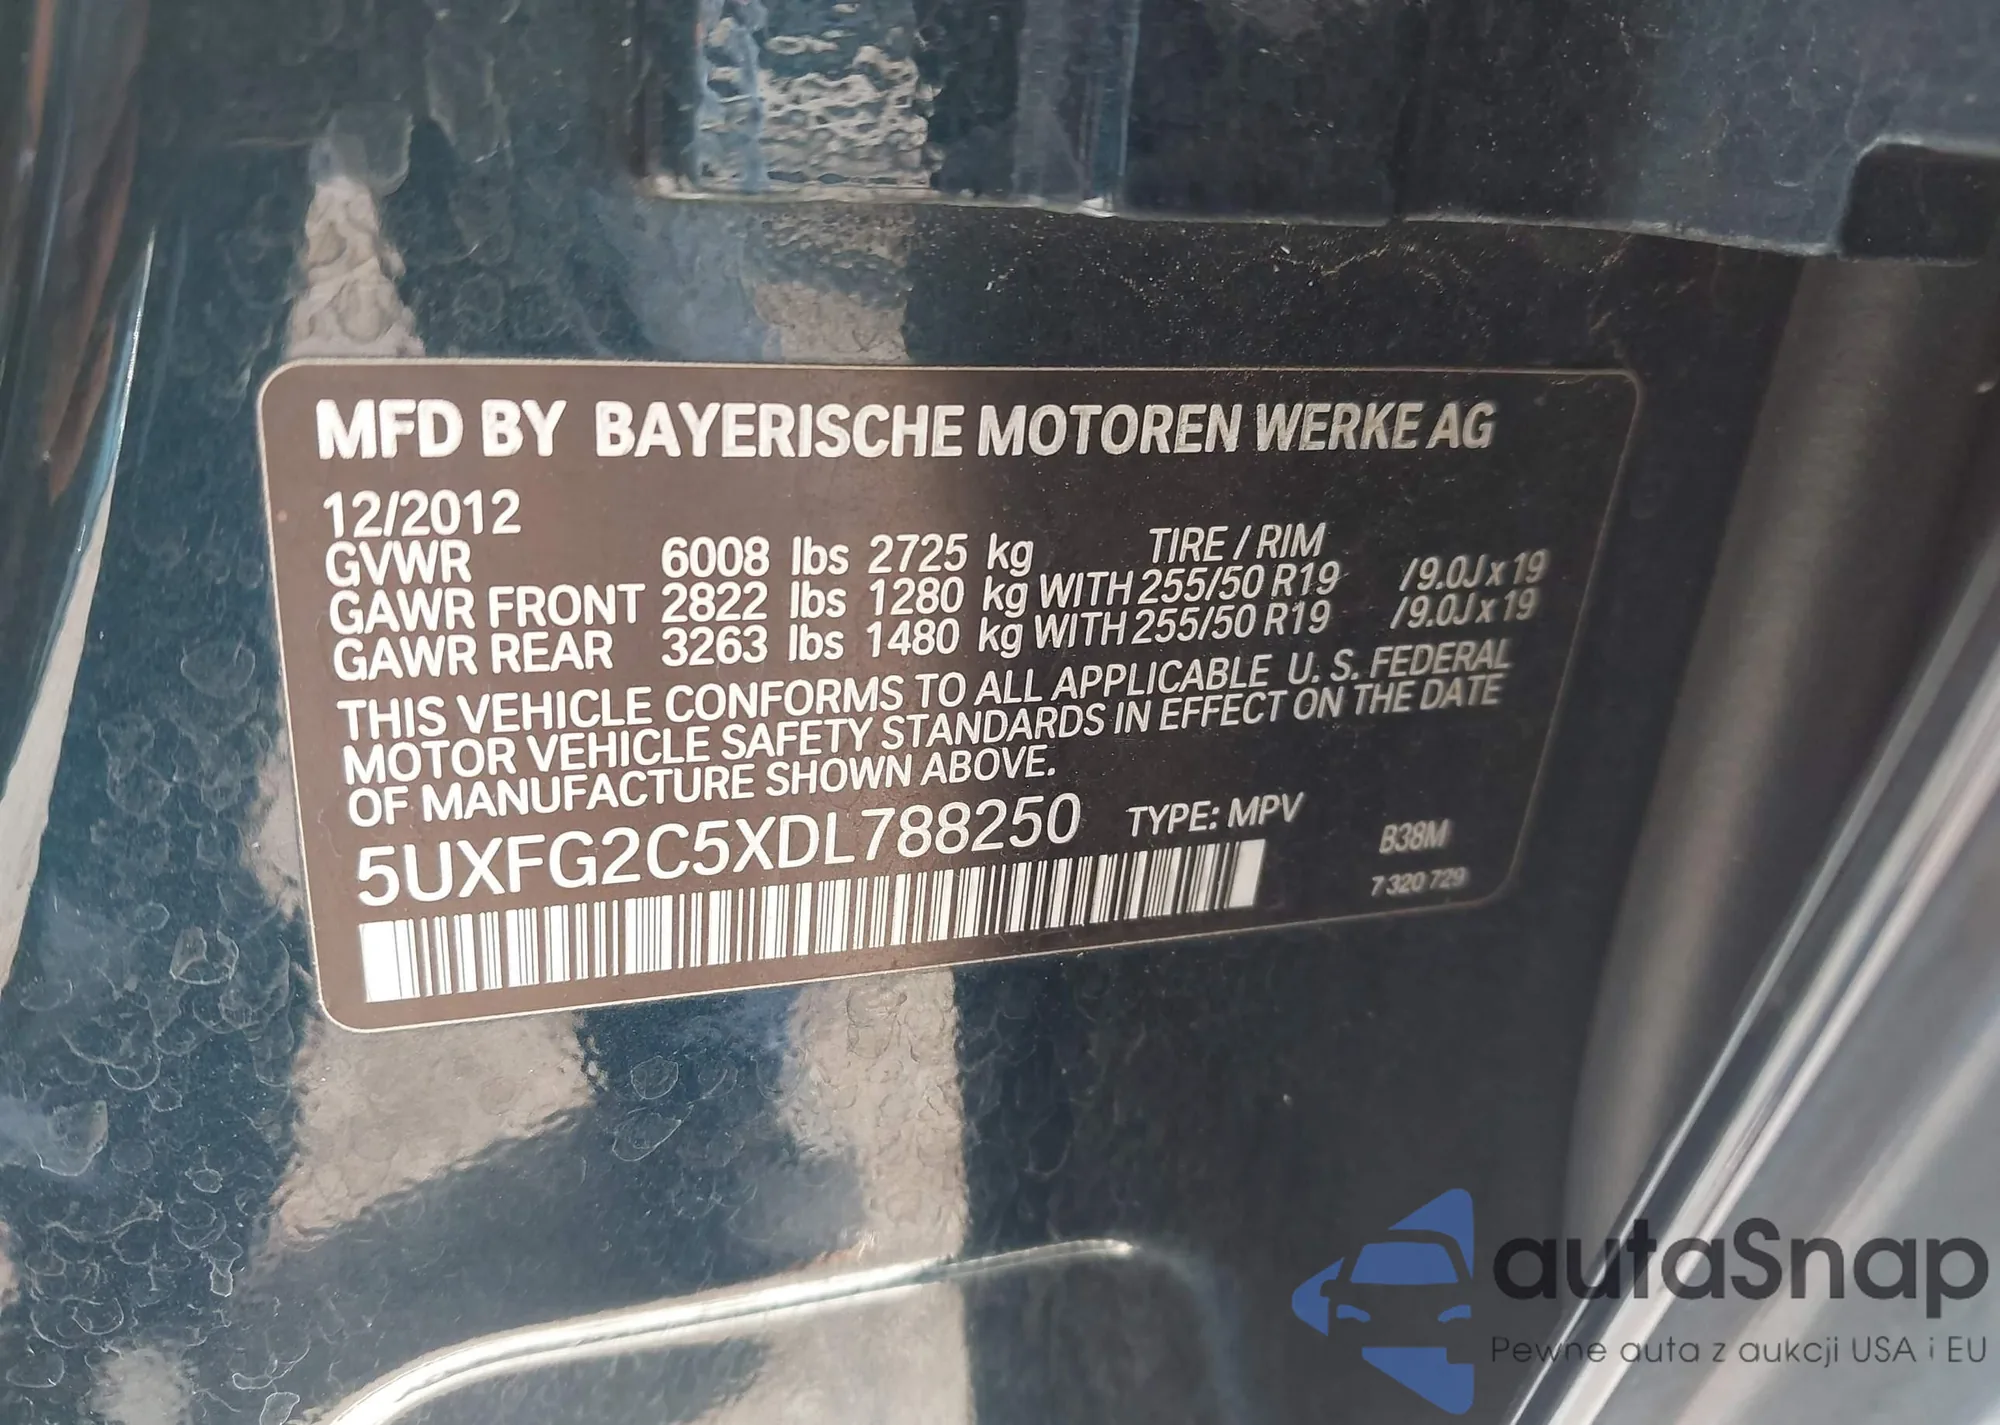 MFD BY BAYERISCHE MOTOREN WERKE AG
12/2012
TIRE / RIM
GVWR 6008 lbs 2725 kg
GAWR FRONT 2822 lbs 1280 kg WITH 255/50 R19 /9.0J x 19
GAWR REAR 3263 lbs 1480 kg WITH 255/50 R19 /9.0J x 19
THIS VEHICLE CONFORMS TO ALL APPLICABLE U. S. FEDERAL
MOTOR VEHICLE SAFETY STANDARDS IN EFFECT ON THE DATE
OF MANUFACTURE SHOWN ABOVE.
5UXFG2C5XDL788250 TYPE: MPV
B38M
7 320 729
autaSnap
Pewne auta z aukcji USA i EU